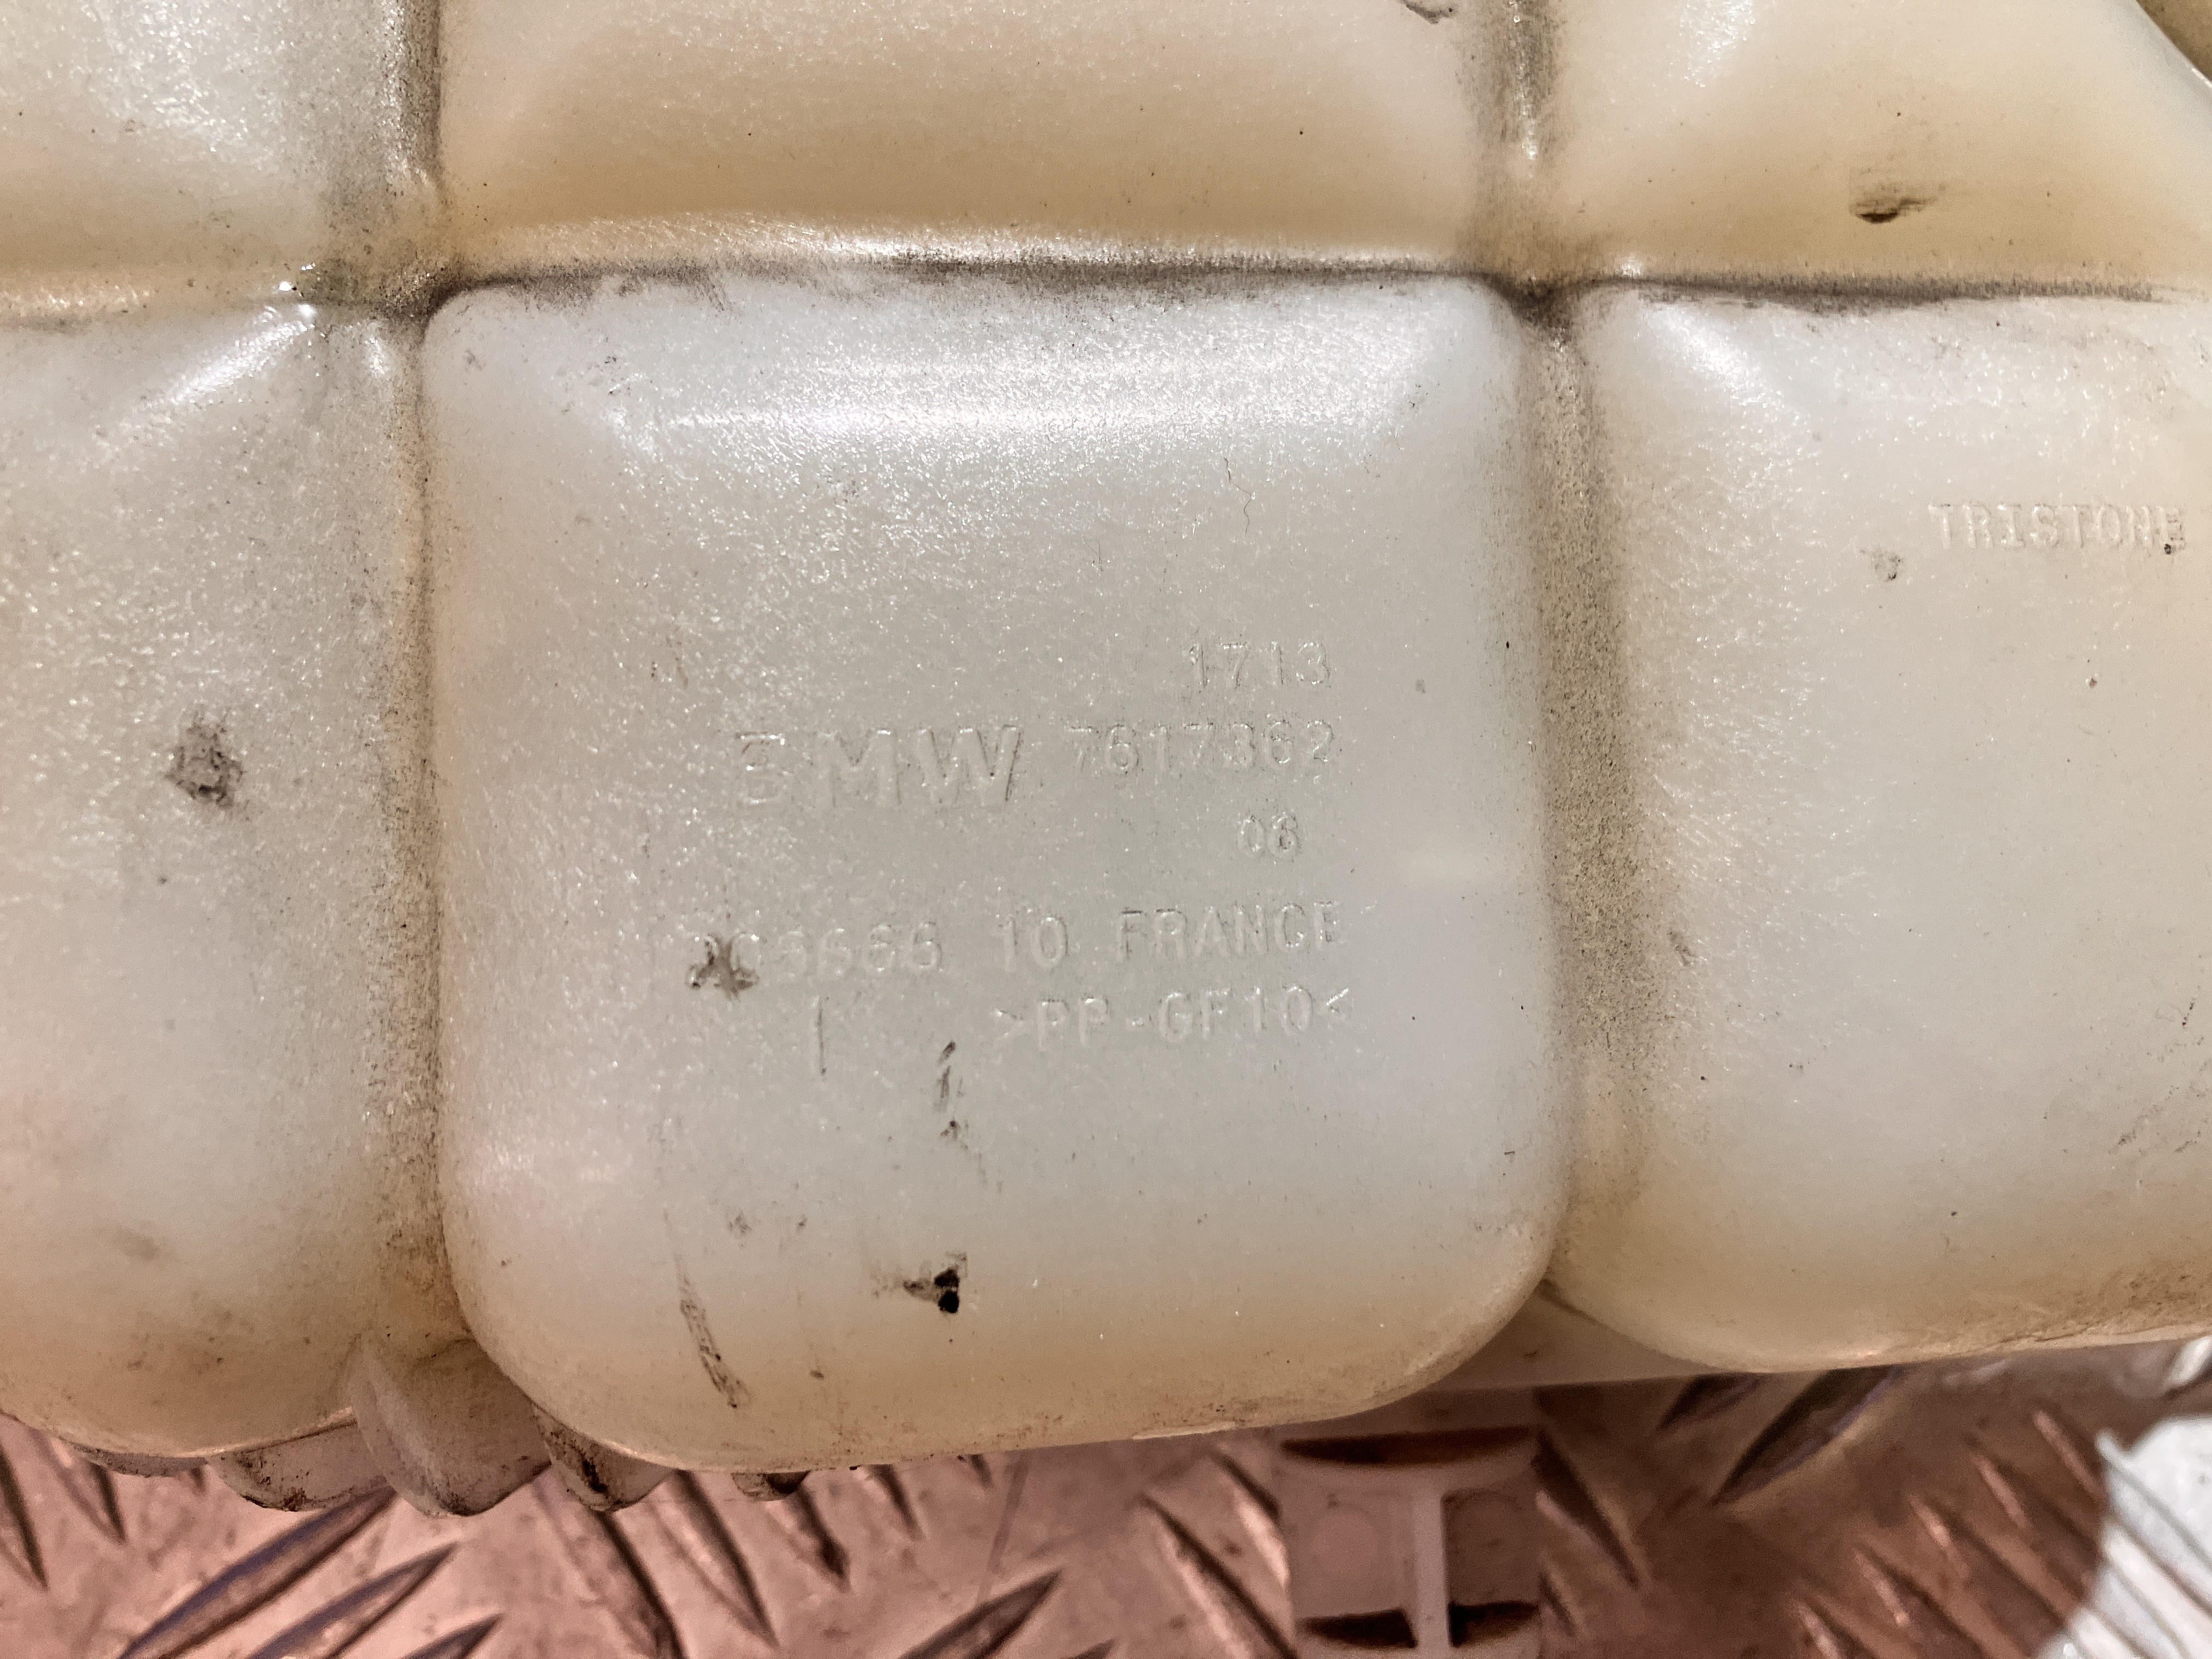 TRISTONE
1713
BMW 7617362
06
10 FRANCE
>PP-GF10<